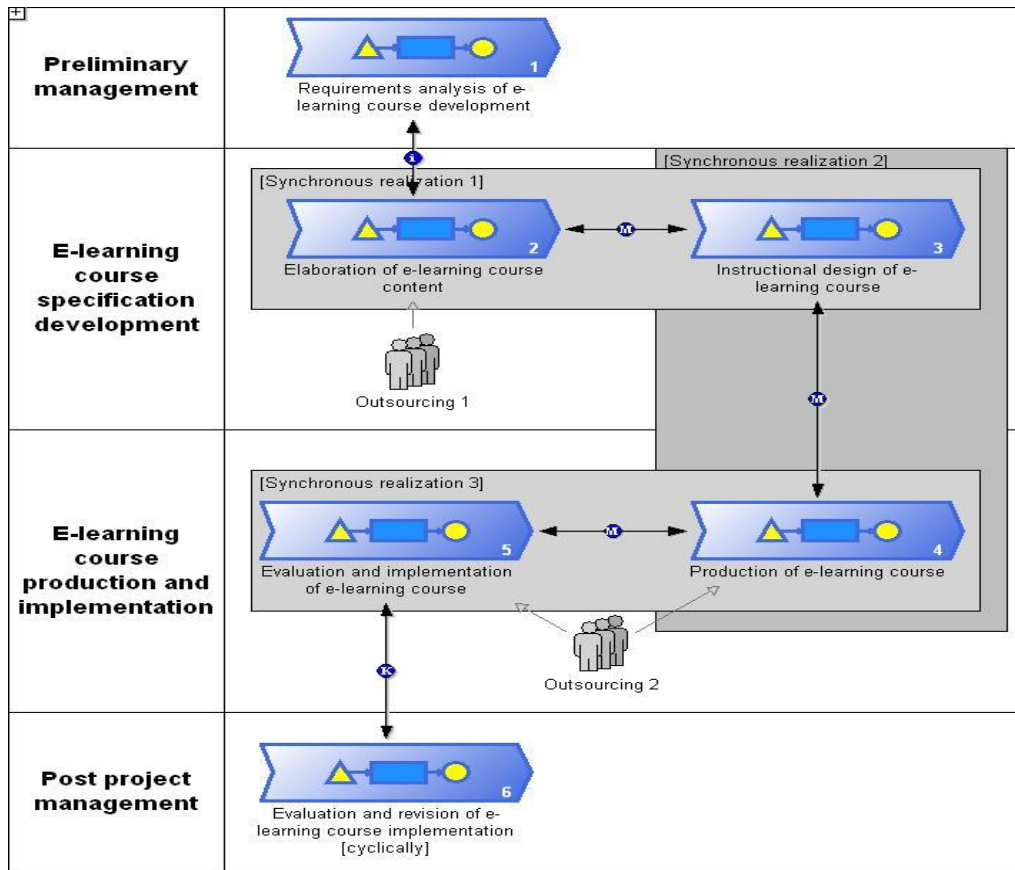 Preliminary
management
1
Requirements analysis of e-
learning course development
i
E-learning
course
specification
development
[Synchronous realization 2]
[Synchronous realization 1]
2
M
3
Elaboration of e-learning course
content
Instructional design of e-
learning course
Outsourcing 1
M
E-learning
course
production and
implementation
[Synchronous realization 3]
5
M
4
Evaluation and implementation
of e-learning course
Production of e-learning course
Outsourcing 2
K
Post project
management
6
Evaluation and revision of e-
learning course implementation
[cyclically]